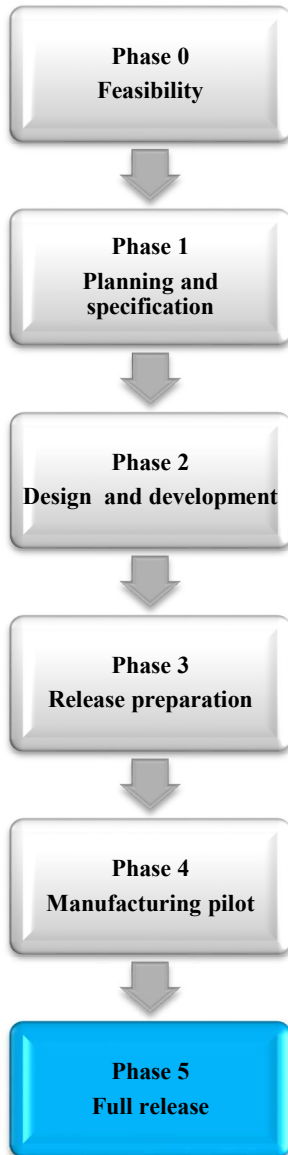 Phase 0
Feasibility
Phase 1
Planning and
specification
Phase 2
Design and development
Phase 3
Release preparation
Phase 4
Manufacturing pilot
Phase 5
Full release